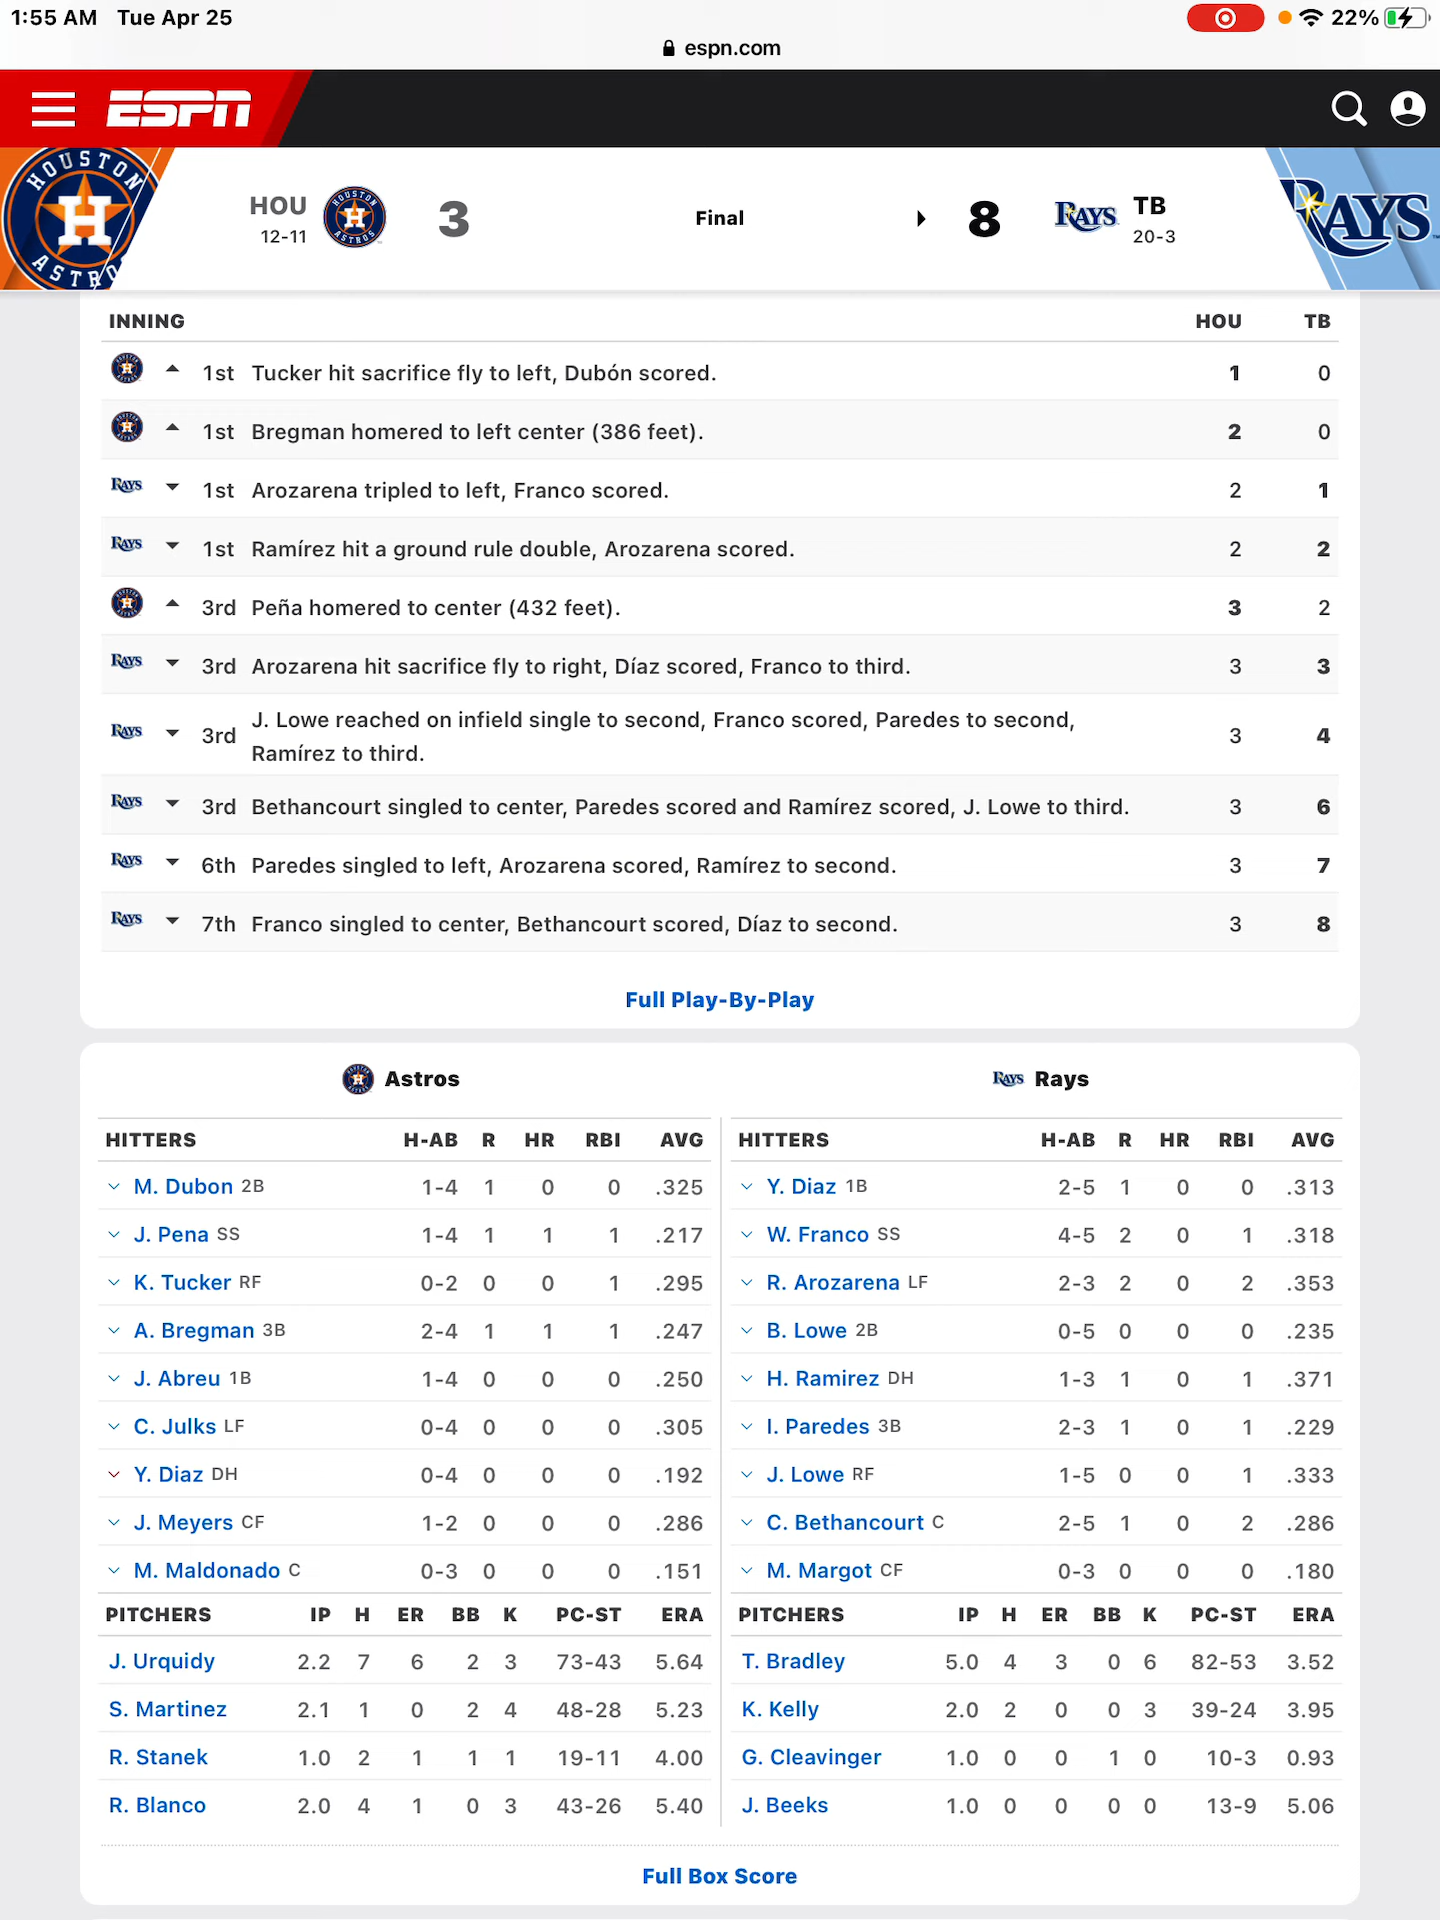 1:55 AM Tue Apr 25
22%
espn.com
ESPN
HOUSTON ASTRO
HOU 12-11
HOUSTON ASTROS
3
Final
8
RAYS
TB 20-3
RAYS
INNING HOU TB
1st Tucker hit sacrifice fly to left, Dubón scored. 1 0
1st Bregman homered to left center (386 feet). 2 0
RAYS 1st Arozarena tripled to left, Franco scored. 2 1
RAYS 1st Ramírez hit a ground rule double, Arozarena scored. 2 2
3rd Peña homered to center (432 feet). 3 2
RAYS 3rd Arozarena hit sacrifice fly to right, Díaz scored, Franco to third. 3 3
RAYS 3rd J. Lowe reached on infield single to second, Franco scored, Paredes to second,
Ramírez to third. 3 4
RAYS 3rd Bethancourt singled to center, Paredes scored and Ramírez scored, J. Lowe to third. 3 6
RAYS 6th Paredes singled to left, Arozarena scored, Ramírez to second. 3 7
RAYS 7th Franco singled to center, Bethancourt scored, Díaz to second. 3 8
Full Play-By-Play
Astros
HITTERS H-AB R HR RBI AVG
M. Dubon 2B 1-4 1 0 0 .325
J. Pena SS 1-4 1 1 1 .217
K. Tucker RF 0-2 0 0 1 .295
A. Bregman 3B 2-4 1 1 1 .247
J. Abreu 1B 1-4 0 0 0 .250
C. Julks LF 0-4 0 0 0 .305
Y. Diaz DH 0-4 0 0 0 .192
J. Meyers CF 1-2 0 0 0 .286
M. Maldonado C 0-3 0 0 0 .151
PITCHERS IP H ER BB K PC-ST ERA
J. Urquidy 2.2 7 6 2 3 73-43 5.64
S. Martinez 2.1 1 0 2 4 48-28 5.23
R. Stanek 1.0 2 1 1 1 19-11 4.00
R. Blanco 2.0 4 1 0 3 43-26 5.40
RAYS Rays
HITTERS H-AB R HR RBI AVG
Y. Diaz 1B 2-5 1 0 0 .313
W. Franco SS 4-5 2 0 1 .318
R. Arozarena LF 2-3 2 0 2 .353
B. Lowe 2B 0-5 0 0 0 .235
H. Ramirez DH 1-3 1 0 1 .371
I. Paredes 3B 2-3 1 0 1 .229
J. Lowe RF 1-5 0 0 1 .333
C. Bethancourt C 2-5 1 0 2 .286
M. Margot CF 0-3 0 0 0 .180
PITCHERS IP H ER BB K PC-ST ERA
T. Bradley 5.0 4 3 0 6 82-53 3.52
K. Kelly 2.0 2 0 0 3 39-24 3.95
G. Cleavinger 1.0 0 0 1 0 10-3 0.93
J. Beeks 1.0 0 0 0 0 13-9 5.06
Full Box Score